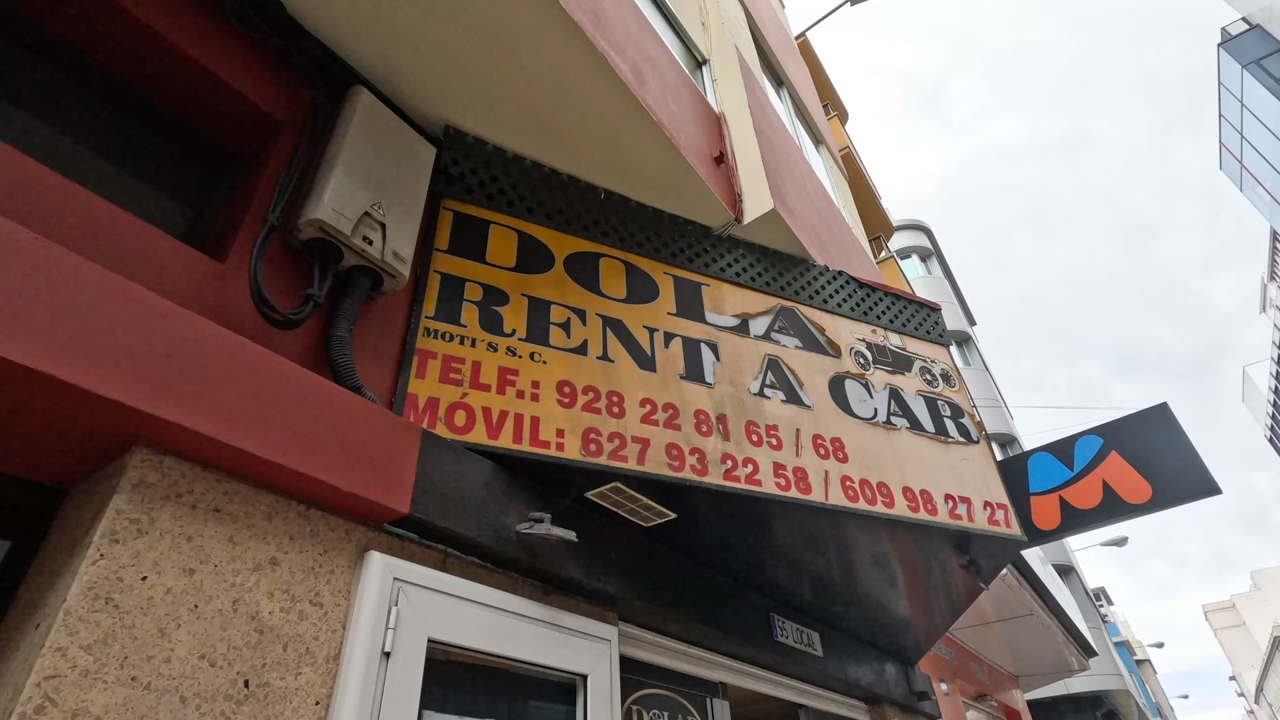 DOLA
RENT A CAR
MOTI´S S. C.
TELF.: 928 22 81 65 / 68
MÓVIL: 627 93 22 58 / 609 98 27 27
55 LOCAL